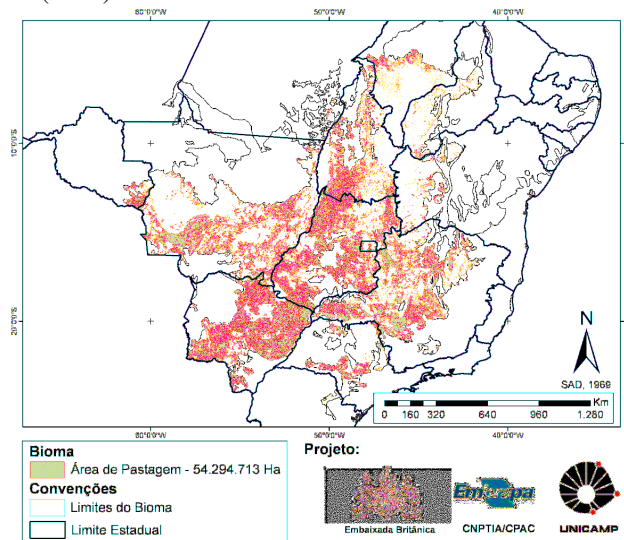 60°0'0"W 50°0'0"W 40°0'0"W
10°0'0"S
20°0'0"S
N
SAD, 1969
Km
0 160 320 640 960 1.280
60°0'0"W 50°0'0"W 40°0'0"W
Bioma
Área de Pastagem - 54.294.713 Ha
Convenções
Limites do Bioma
Limite Estadual
Projeto:
Embrapa
Embaixada Britânica CNPTIA/CPAC UNICAMP